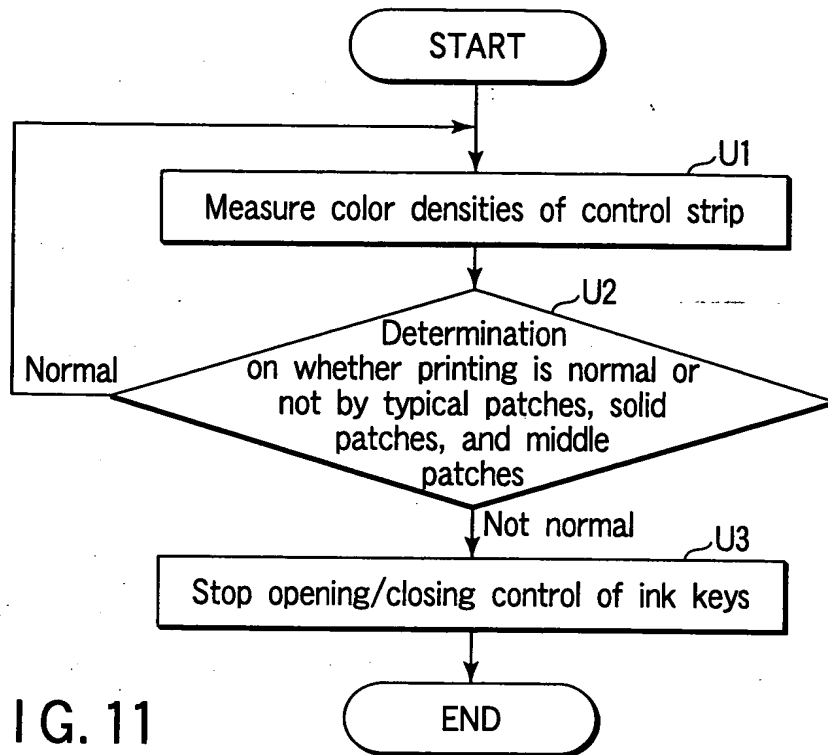 START
U1
Measure color densities of control strip
U2
Determination
on whether printing is normal or
not by typical patches, solid
patches, and middle
patches
Normal
Not normal
U3
Stop opening/closing control of ink keys
END
I G. 11